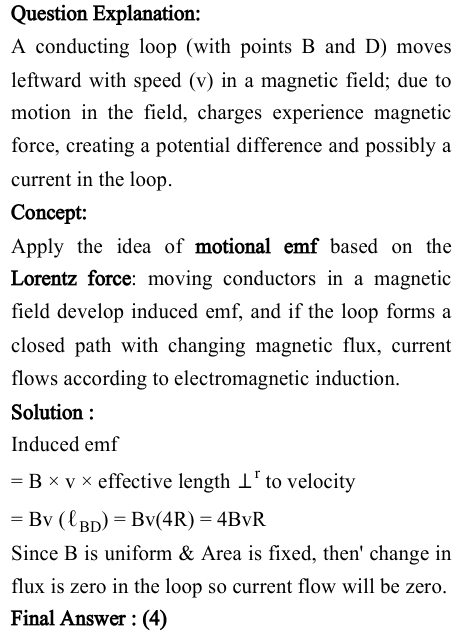 Question Explanation:
A conducting loop (with points B and D) moves
leftward with speed (v) in a magnetic field; due to
motion in the field, charges experience magnetic
force, creating a potential difference and possibly a
current in the loop.
Concept:
Apply the idea of motional emf based on the
Lorentz force: moving conductors in a magnetic
field develop induced emf, and if the loop forms a
closed path with changing magnetic flux, current
flows according to electromagnetic induction.
Solution :
Induced emf
= B × v × effective length ⊥ʳ to velocity
= Bv (ℓ_BD) = Bv(4R) = 4BvR
Since B is uniform & Area is fixed, then' change in
flux is zero in the loop so current flow will be zero.
Final Answer : (4)